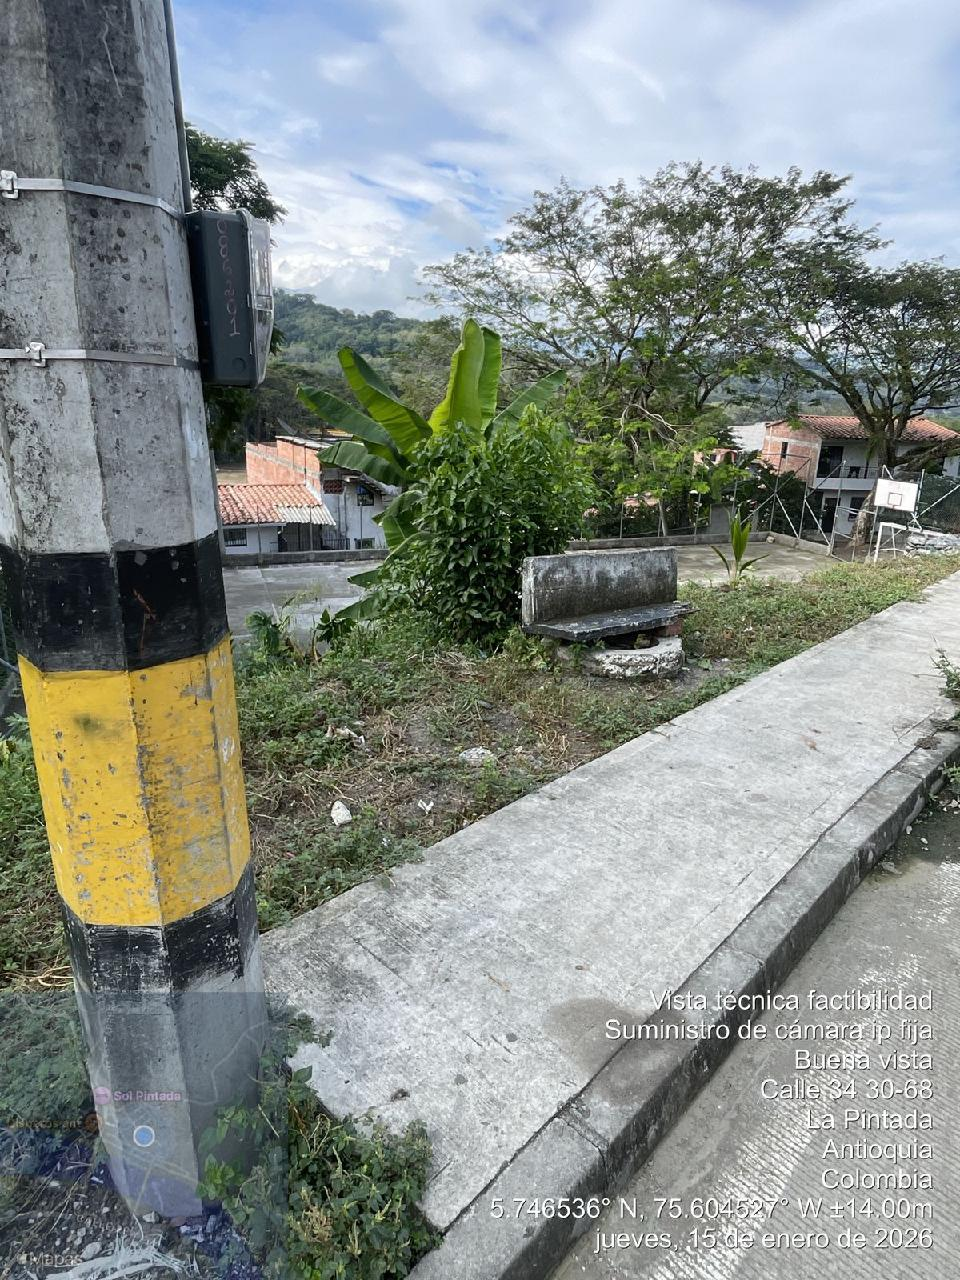 Vista técnica factibilidad
Suministro de cámara ip fija
Buena vista
Calle 34 30-68
La Pintada
Antioquia
Colombia
5.746536° N, 75.604527° W ±14.00m
jueves, 15 de enero de 2026
Sol Pintada
Mapas